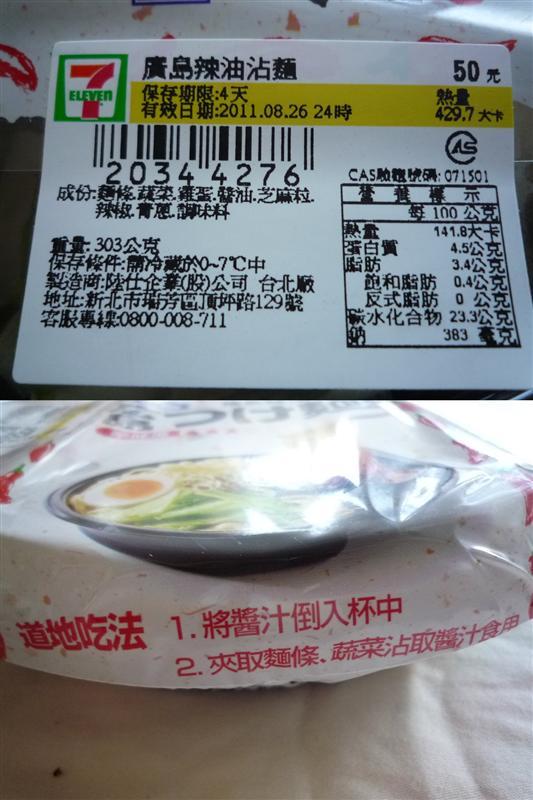 7
ELEVEN
廣島辣油沾麵
50元
保存期限:4天
有效日期:2011.08.26 24時
熱量
429.7大卡
20344276
CAS
CAS驗證號碼:071501
成份:麵條.蔬菜.雞蛋.醬油.芝麻粒.
辣椒.青蔥.調味料
重量:303公克
保存條件:需冷藏於0~7℃中
製造商:陸仕企業(股)公司 台北廠
地址:新北市瑞芳區頂坪路129號
客服專線:0800-008-711
營養標示
每100公克
熱量 141.8大卡
蛋白質 4.5公克
脂肪 3.4公克
飽和脂肪 0.4公克
反式脂肪 0 公克
碳水化合物 23.3公克
鈉 383 毫克
つけ麺
道地吃法
1.將醬汁倒入杯中
2.夾取麵條、蔬菜沾取醬汁食用